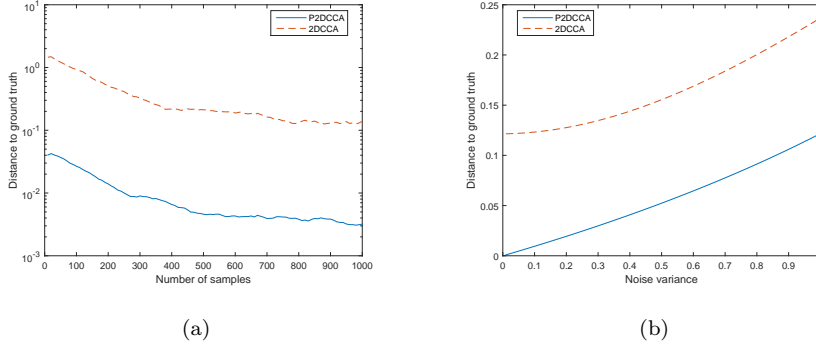 10^1
10^0
10^-1
10^-2
10^-3
Distance to ground truth
P2DCCA
2DCCA
0 100 200 300 400 500 600 700 800 900 1000
Number of samples
(a)
0.25
0.2
0.15
0.1
0.05
0
Distance to ground truth
P2DCCA
2DCCA
0 0.1 0.2 0.3 0.4 0.5 0.6 0.7 0.8 0.9
Noise variance
(b)